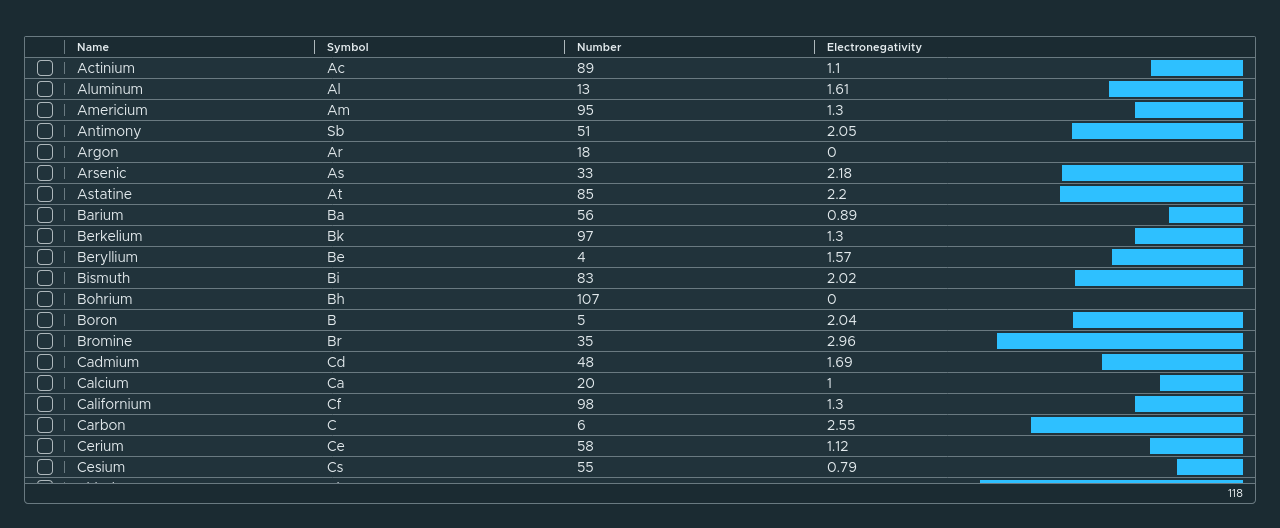 Name Symbol Number Electronegativity
Actinium Ac 89 1.1
Aluminum Al 13 1.61
Americium Am 95 1.3
Antimony Sb 51 2.05
Argon Ar 18 0
Arsenic As 33 2.18
Astatine At 85 2.2
Barium Ba 56 0.89
Berkelium Bk 97 1.3
Beryllium Be 4 1.57
Bismuth Bi 83 2.02
Bohrium Bh 107 0
Boron B 5 2.04
Bromine Br 35 2.96
Cadmium Cd 48 1.69
Calcium Ca 20 1
Californium Cf 98 1.3
Carbon C 6 2.55
Cerium Ce 58 1.12
Cesium Cs 55 0.79
118